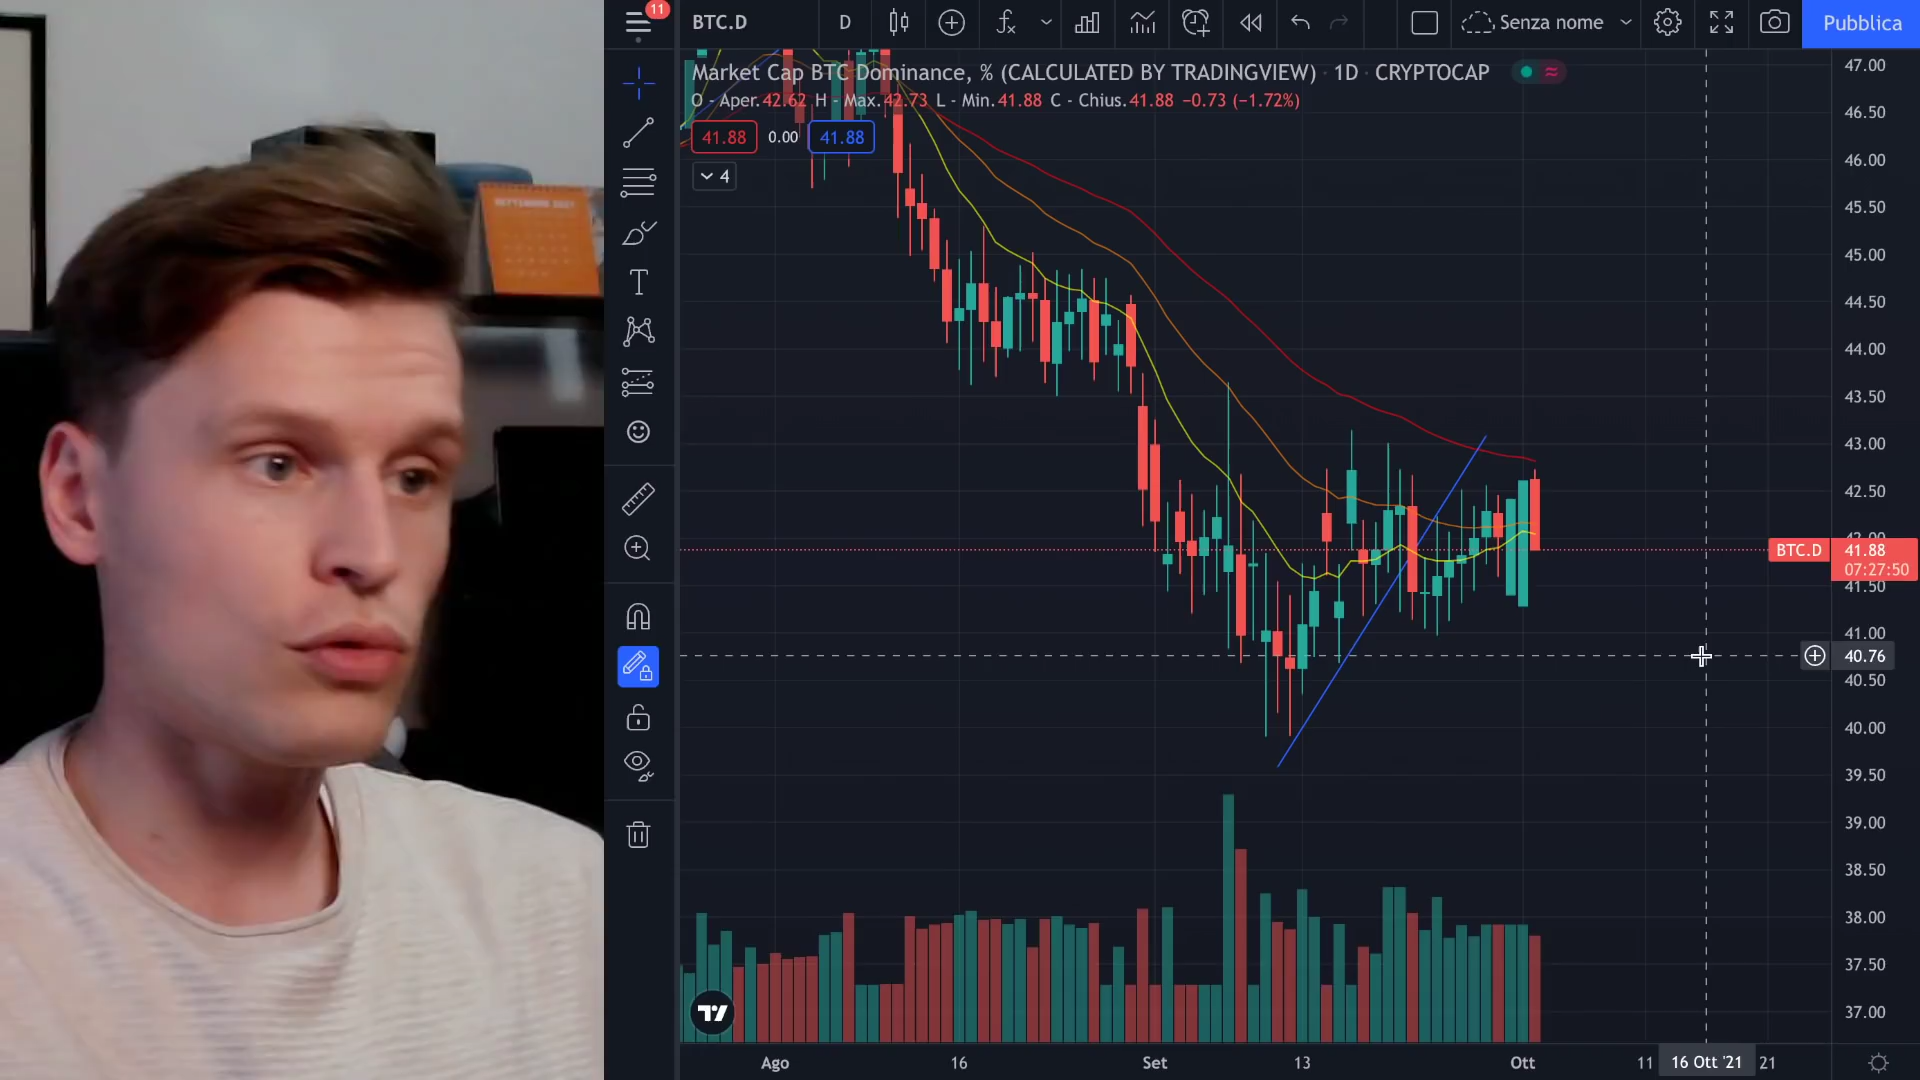 11
BTC.D
D
Senza nome
Pubblica
Market Cap BTC Dominance, % (CALCULATED BY TRADINGVIEW) · 1D · CRYPTOCAP
O - Aper.42.62 H - Max.42.73 L - Min.41.88 C - Chius.41.88 −0.73 (−1.72%)
41.88 0.00 41.88
4
SETTEMBRE 2021
47.00
46.50
46.00
45.50
45.00
44.50
44.00
43.50
43.00
42.50
42.00
BTC.D 41.88
07:27:50
41.50
41.00
40.76
40.50
40.00
39.50
39.00
38.50
38.00
37.50
37.00
Ago 16 Set 13 Ott 11 16 Ott '21 21